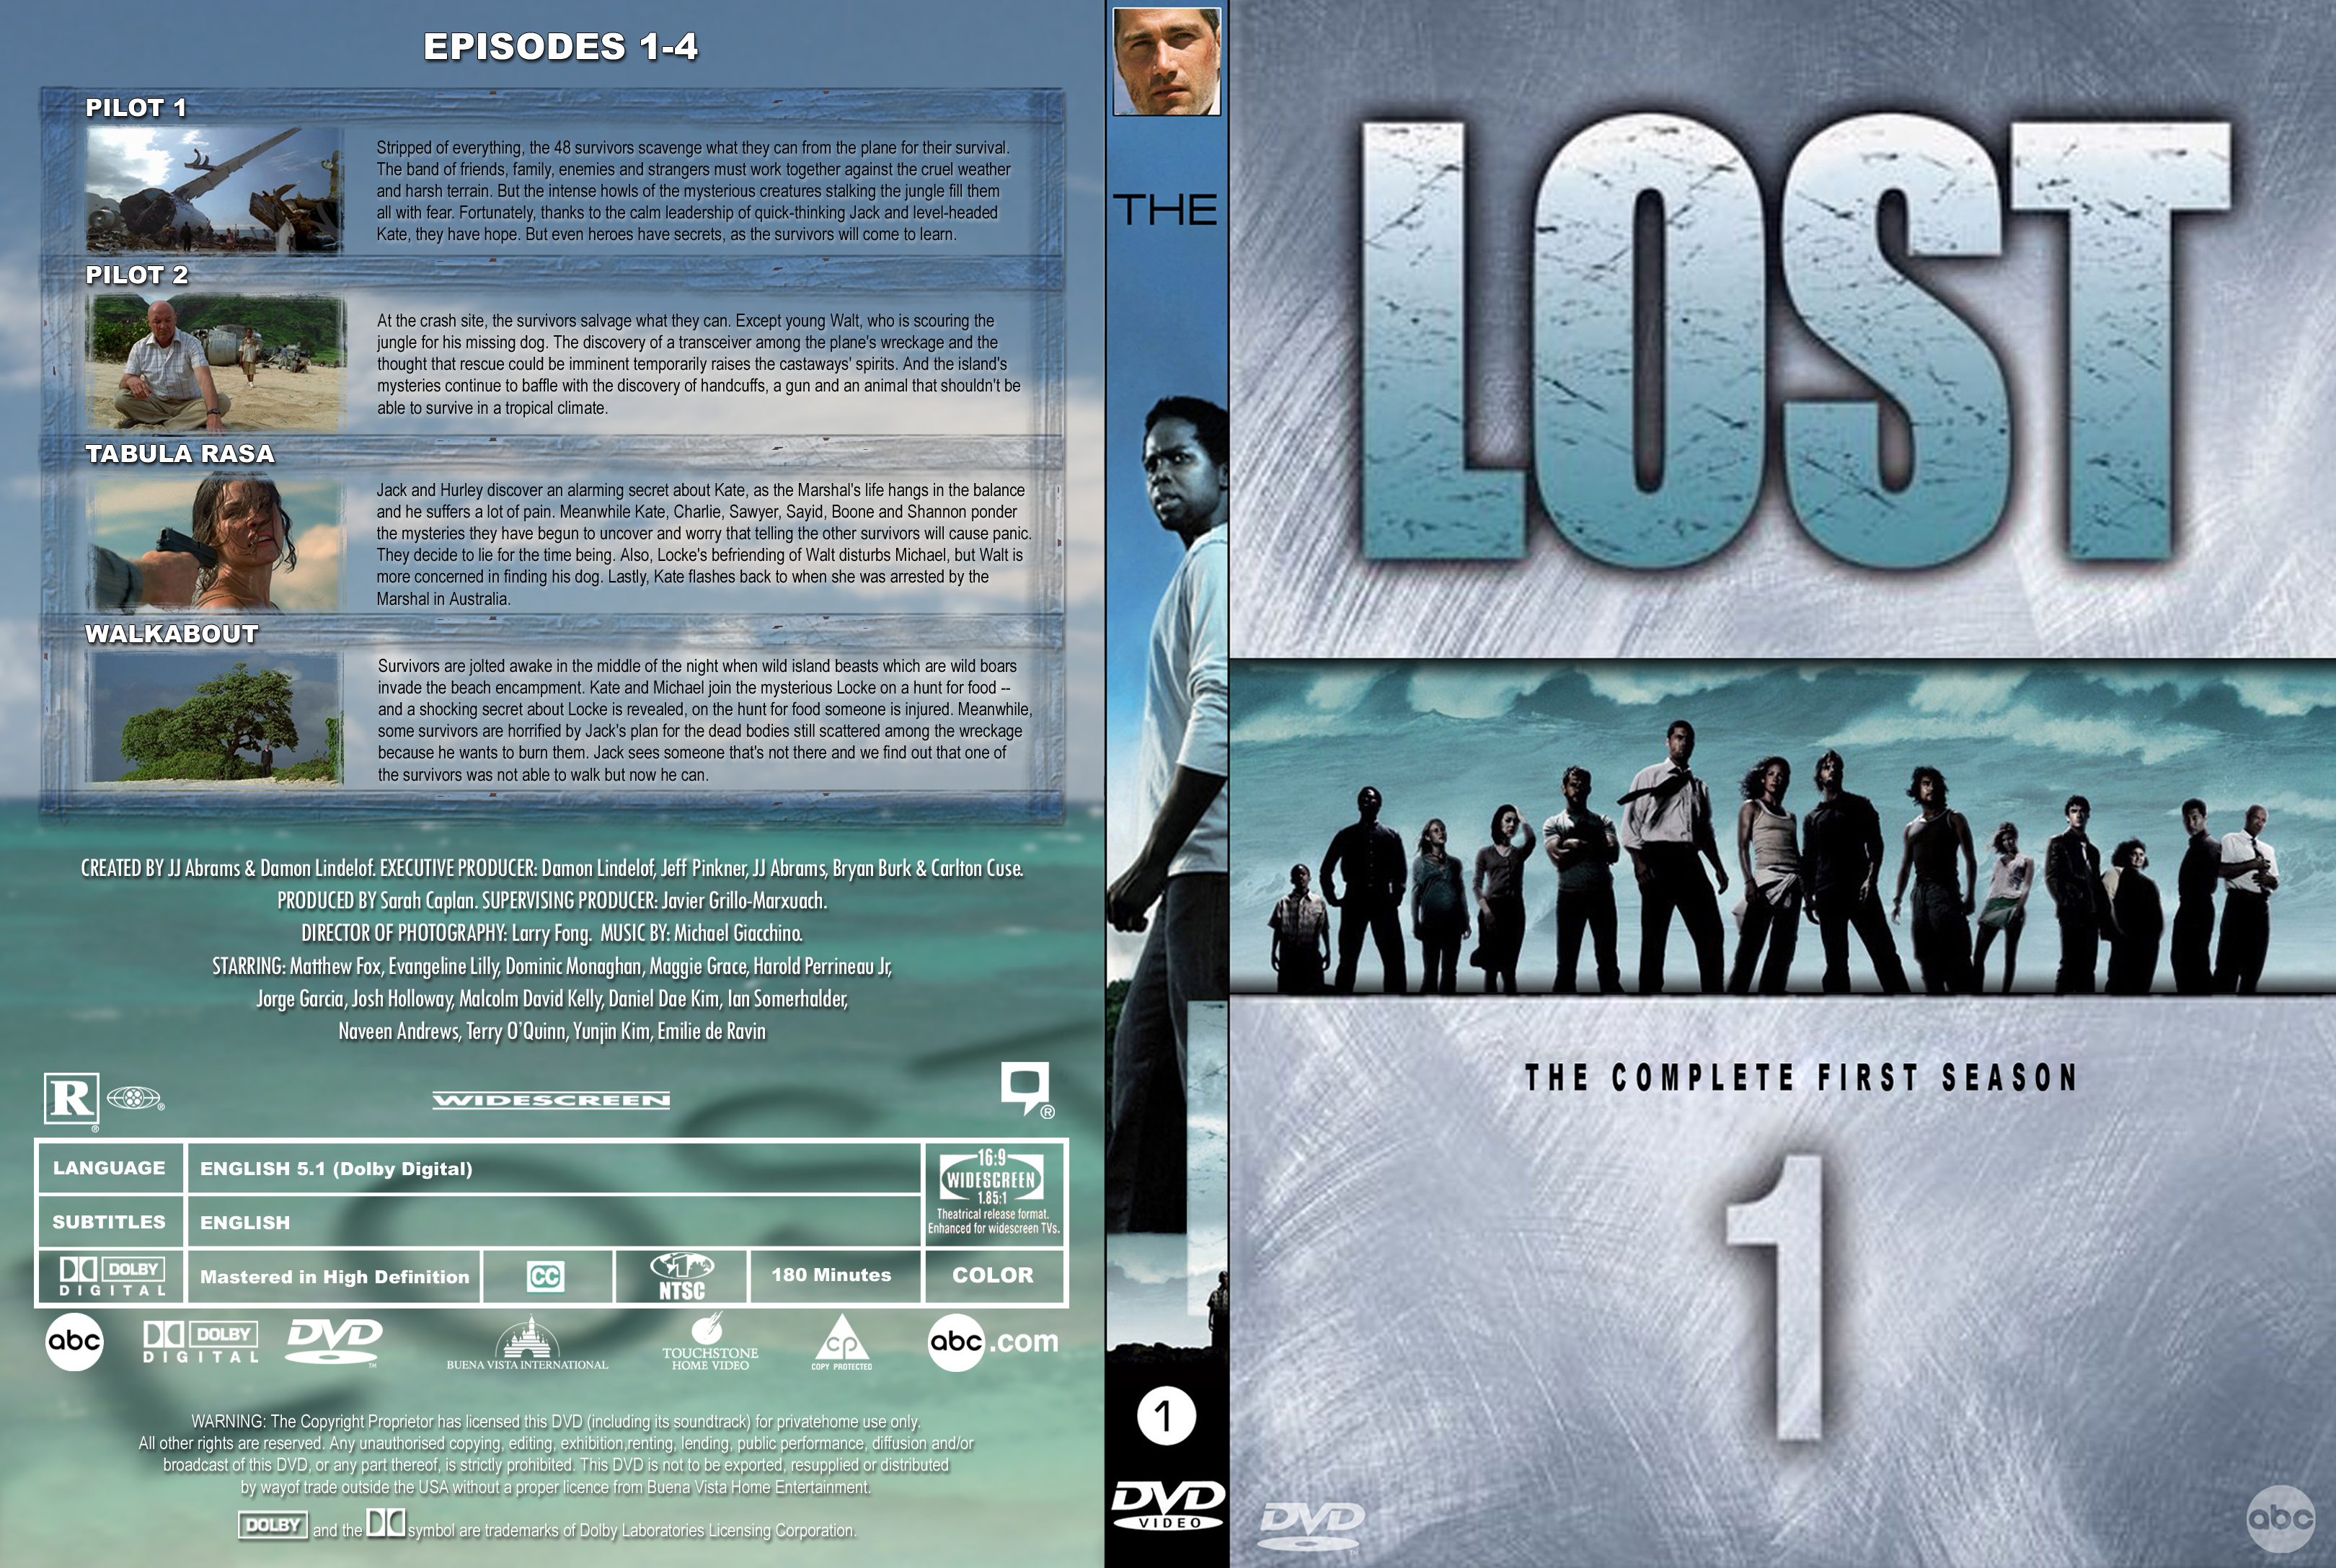 EPISODES 1-4
PILOT 1
Stripped of everything, the 48 survivors scavenge what they can from the plane for their survival.
The band of friends, family, enemies and strangers must work together against the cruel weather
and harsh terrain. But the intense howls of the mysterious creatures stalking the jungle fill them
all with fear. Fortunately, thanks to the calm leadership of quick-thinking Jack and level-headed
Kate, they have hope. But even heroes have secrets, as the survivors will come to learn.
PILOT 2
At the crash site, the survivors salvage what they can. Except young Walt, who is scouring the
jungle for his missing dog. The discovery of a transceiver among the plane's wreckage and the
thought that rescue could be imminent temporarily raises the castaways' spirits. And the island's
mysteries continue to baffle with the discovery of handcuffs, a gun and an animal that shouldn't be
able to survive in a tropical climate.
TABULA RASA
Jack and Hurley discover an alarming secret about Kate, as the Marshal's life hangs in the balance
and he suffers a lot of pain. Meanwhile Kate, Charlie, Sawyer, Sayid, Boone and Shannon ponder
the mysteries they have begun to uncover and worry that telling the other survivors will cause panic.
They decide to lie for the time being. Also, Locke's befriending of Walt disturbs Michael, but Walt is
more concerned in finding his dog. Lastly, Kate flashes back to when she was arrested by the
Marshal in Australia.
WALKABOUT
Survivors are jolted awake in the middle of the night when wild island beasts which are wild boars
invade the beach encampment. Kate and Michael join the mysterious Locke on a hunt for food --
and a shocking secret about Locke is revealed, on the hunt for food someone is injured. Meanwhile,
some survivors are horrified by Jack's plan for the dead bodies still scattered among the wreckage
because he wants to burn them. Jack sees someone that's not there and we find out that one of
the survivors was not able to walk but now he can.
CREATED BY JJ Abrams & Damon Lindelof. EXECUTIVE PRODUCER: Damon Lindelof, Jeff Pinkner, JJ Abrams, Bryan Burk & Carlton Cuse.
PRODUCED BY Sarah Caplan. SUPERVISING PRODUCER: Javier Grillo-Marxuach.
DIRECTOR OF PHOTOGRAPHY: Larry Fong. MUSIC BY: Michael Giacchino.
STARRING: Matthew Fox, Evangeline Lilly, Dominic Monaghan, Maggie Grace, Harold Perrineau Jr,
Jorge Garcia, Josh Holloway, Malcolm David Kelly, Daniel Dae Kim, Ian Somerhalder,
Naveen Andrews, Terry O'Quinn, Yunjin Kim, Emilie de Ravin
R ® ®
WIDESCREEN
®
LANGUAGE
ENGLISH 5.1 (Dolby Digital)
SUBTITLES
ENGLISH
16:9
WIDESCREEN
1.85:1
Theatrical release format.
Enhanced for widescreen TVs.
DOLBY
DIGITAL
Mastered in High Definition
CC
1
NTSC
180 Minutes
COLOR
abc
DOLBY
DIGITAL
DVD
TM
BUENA VISTA INTERNATIONAL
TOUCHSTONE
HOME VIDEO
cp
COPY PROTECTED
abc.com
WARNING: The Copyright Proprietor has licensed this DVD (including its soundtrack) for privatehome use only.
All other rights are reserved. Any unauthorised copying, editing, exhibition,renting, lending, public performance, diffusion and/or
broadcast of this DVD, or any part thereof, is strictly prohibited. This DVD is not to be exported, resupplied or distributed
by wayof trade outside the USA without a proper licence from Buena Vista Home Entertainment.
DOLBY and the symbol are trademarks of Dolby Laboratories Licensing Corporation.
THE
1
DVD
VIDEO
LOST
THE COMPLETE FIRST SEASON
1
DVD
abc